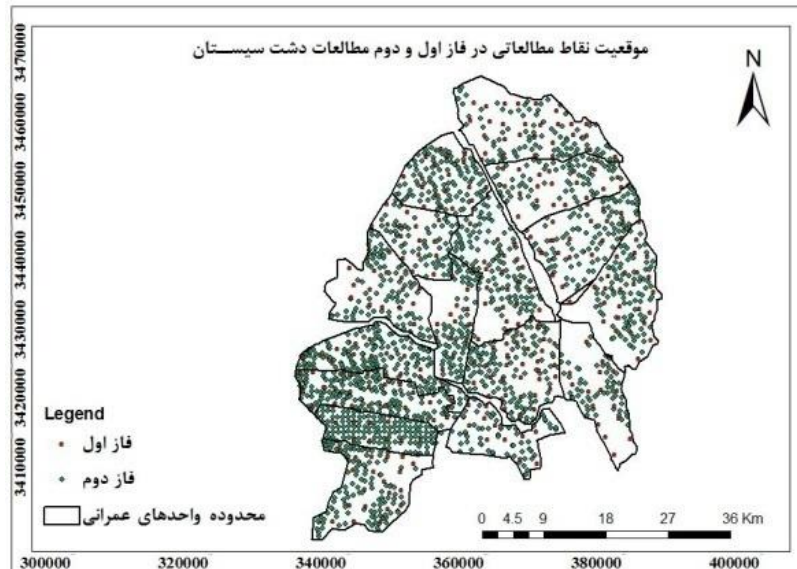 موقعیت نقاط مطالعاتی در فاز اول و دوم مطالعات دشت سیستان
N
3470000
3460000
3450000
3440000
3430000
3420000
3410000
Legend
فاز اول
فاز دوم
محدوده واحدهای عمرانی
0 4.5 9 18 27 36 Km
300000 320000 340000 360000 380000 400000